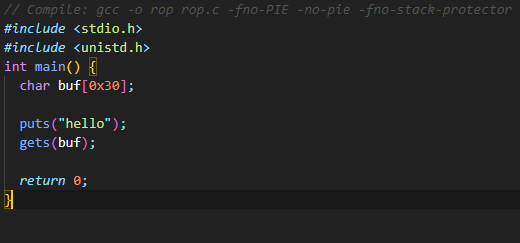 // Compile: gcc -o rop rop.c -fno-PIE -no-pie -fno-stack-protector
#include <stdio.h>
#include <unistd.h>
int main() {
  char buf[0x30];

  puts("hello");
  gets(buf);

  return 0;
}